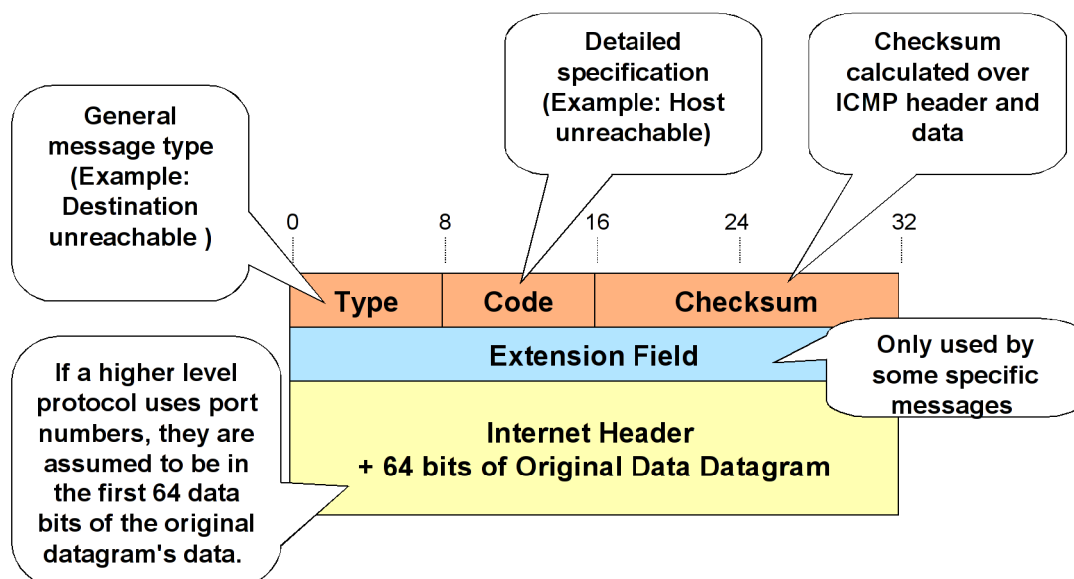 General
message type
(Example:
Destination
unreachable )
Detailed
specification
(Example: Host
unreachable)
Checksum
calculated over
ICMP header and
data
0 8 16 24 32
Type Code Checksum
Extension Field
Only used by
some specific
messages
If a higher level
protocol uses port
numbers, they are
assumed to be in
the first 64 data
bits of the original
datagram's data.
Internet Header
+ 64 bits of Original Data Datagram